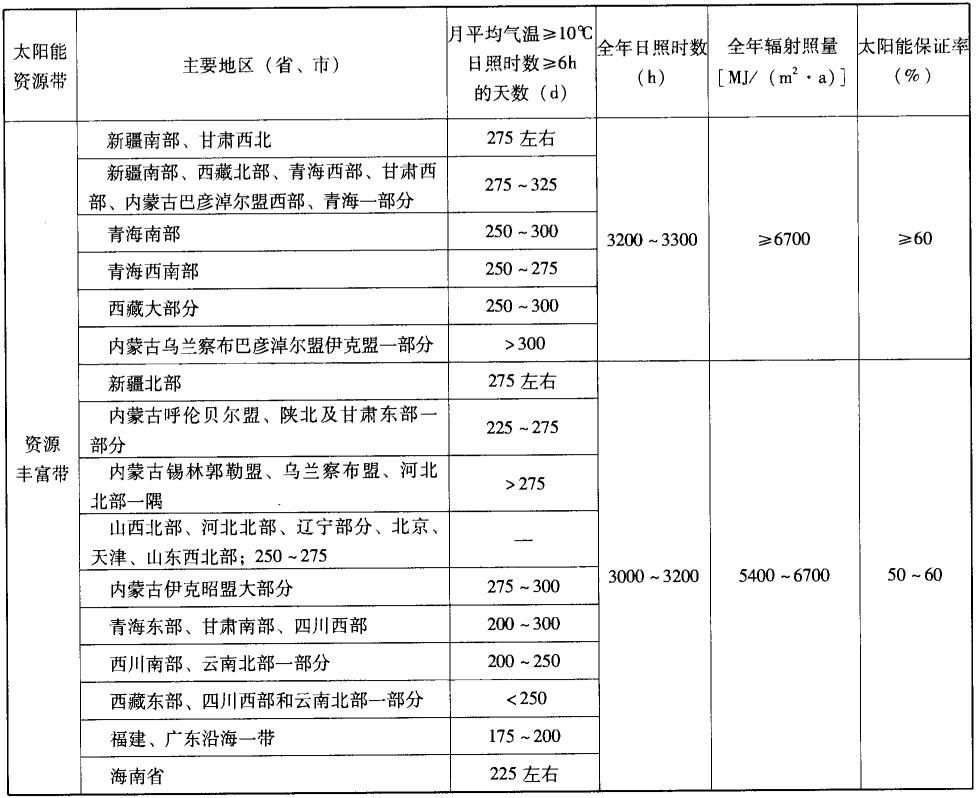 太阳能
资源带
主要地区（省、市）
月平均气温≥10℃
日照时数≥6h
的天数（d）
全年日照时数
（h）
全年辐射照量
［MJ/（m²·a）］
太阳能保证率
（%）
资源
丰富带
新疆南部、甘肃西北
275 左右
新疆南部、西藏北部、青海西部、甘肃西
部、内蒙古巴彦淖尔盟西部、青海一部分
275~325
青海南部
250~300
青海西南部
250~275
西藏大部分
250~300
内蒙古乌兰察布巴彦淖尔盟伊克盟一部分
>300
3200~3300
≥6700
≥60
新疆北部
275 左右
内蒙古呼伦贝尔盟、陕北及甘肃东部一
部分
225~275
内蒙古锡林郭勒盟、乌兰察布盟、河北
北部一隅
>275
山西北部、河北北部、辽宁部分、北京、
天津、山东西北部；250~275
—
内蒙古伊克昭盟大部分
275~300
青海东部、甘肃南部、四川西部
200~300
西川南部、云南北部一部分
200~250
西藏东部、四川西部和云南北部一部分
<250
福建、广东沿海一带
175~200
海南省
225 左右
3000~3200
5400~6700
50~60